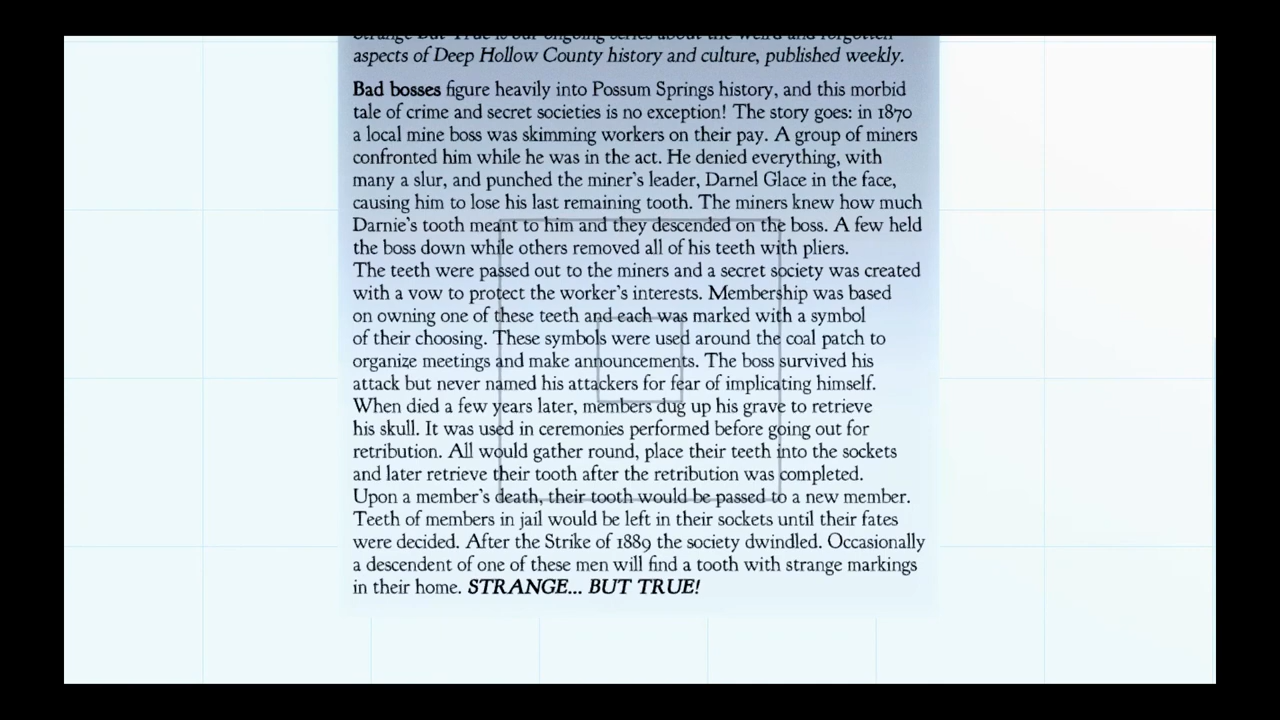 Strange But True is our ongoing series about the weird and forgotten
aspects of Deep Hollow County history and culture, published weekly.
Bad bosses figure heavily into Possum Springs history, and this morbid
tale of crime and secret societies is no exception! The story goes: in 1870
a local mine boss was skimming workers on their pay. A group of miners
confronted him while he was in the act. He denied everything, with
many a slur, and punched the miner's leader, Darnel Glace in the face,
causing him to lose his last remaining tooth. The miners knew how much
Darnie's tooth meant to him and they descended on the boss. A few held
the boss down while others removed all of his teeth with pliers.
The teeth were passed out to the miners and a secret society was created
with a vow to protect the worker's interests. Membership was based
on owning one of these teeth and each was marked with a symbol
of their choosing. These symbols were used around the coal patch to
organize meetings and make announcements. The boss survived his
attack but never named his attackers for fear of implicating himself.
When died a few years later, members dug up his grave to retrieve
his skull. It was used in ceremonies performed before going out for
retribution. All would gather round, place their teeth into the sockets
and later retrieve their tooth after the retribution was completed.
Upon a member's death, their tooth would be passed to a new member.
Teeth of members in jail would be left in their sockets until their fates
were decided. After the Strike of 1889 the society dwindled. Occasionally
a descendent of one of these men will find a tooth with strange markings
in their home. STRANGE... BUT TRUE!